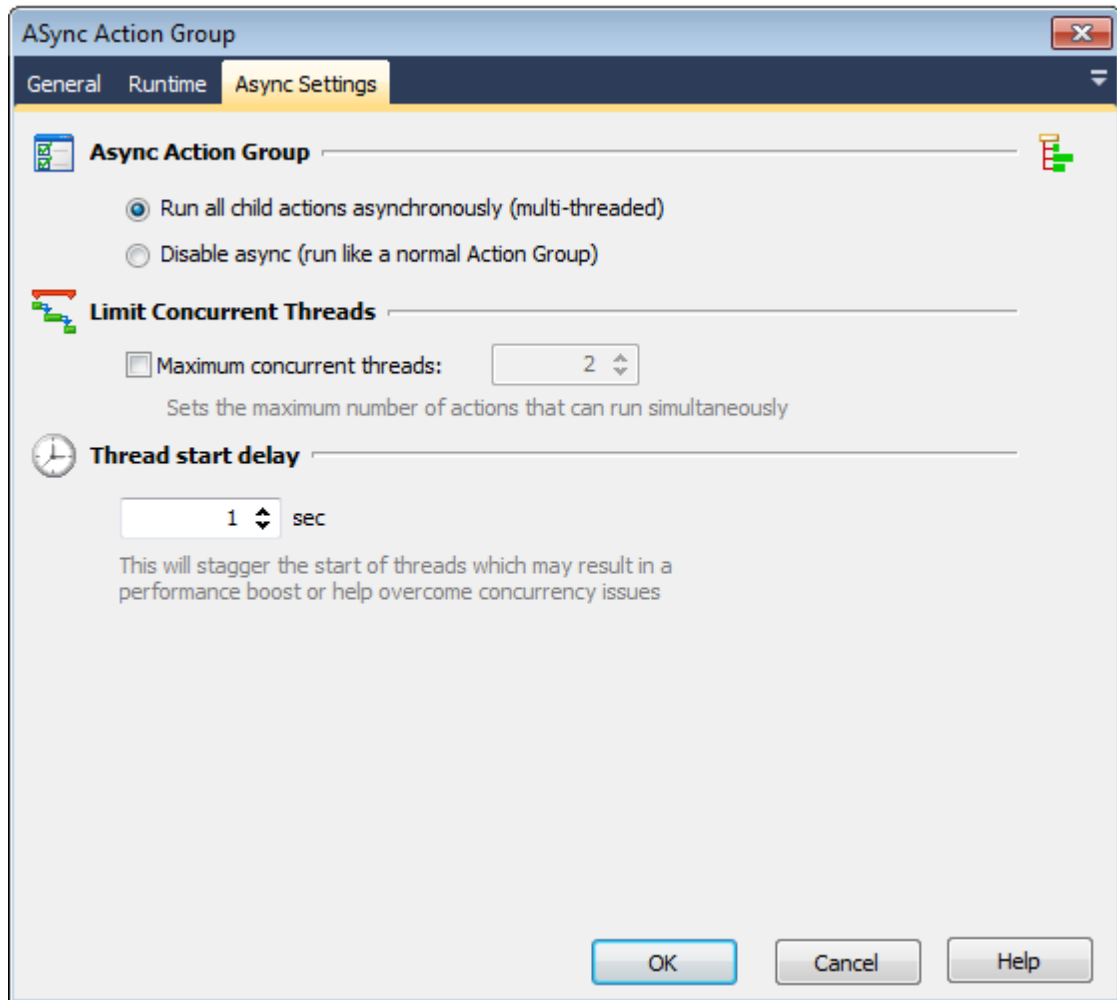 ASync Action Group
General Runtime Async Settings
Async Action Group
Run all child actions asynchronously (multi-threaded)
Disable async (run like a normal Action Group)
Limit Concurrent Threads
Maximum concurrent threads: 2
Sets the maximum number of actions that can run simultaneously
Thread start delay
1 sec
This will stagger the start of threads which may result in a
performance boost or help overcome concurrency issues
OK Cancel Help